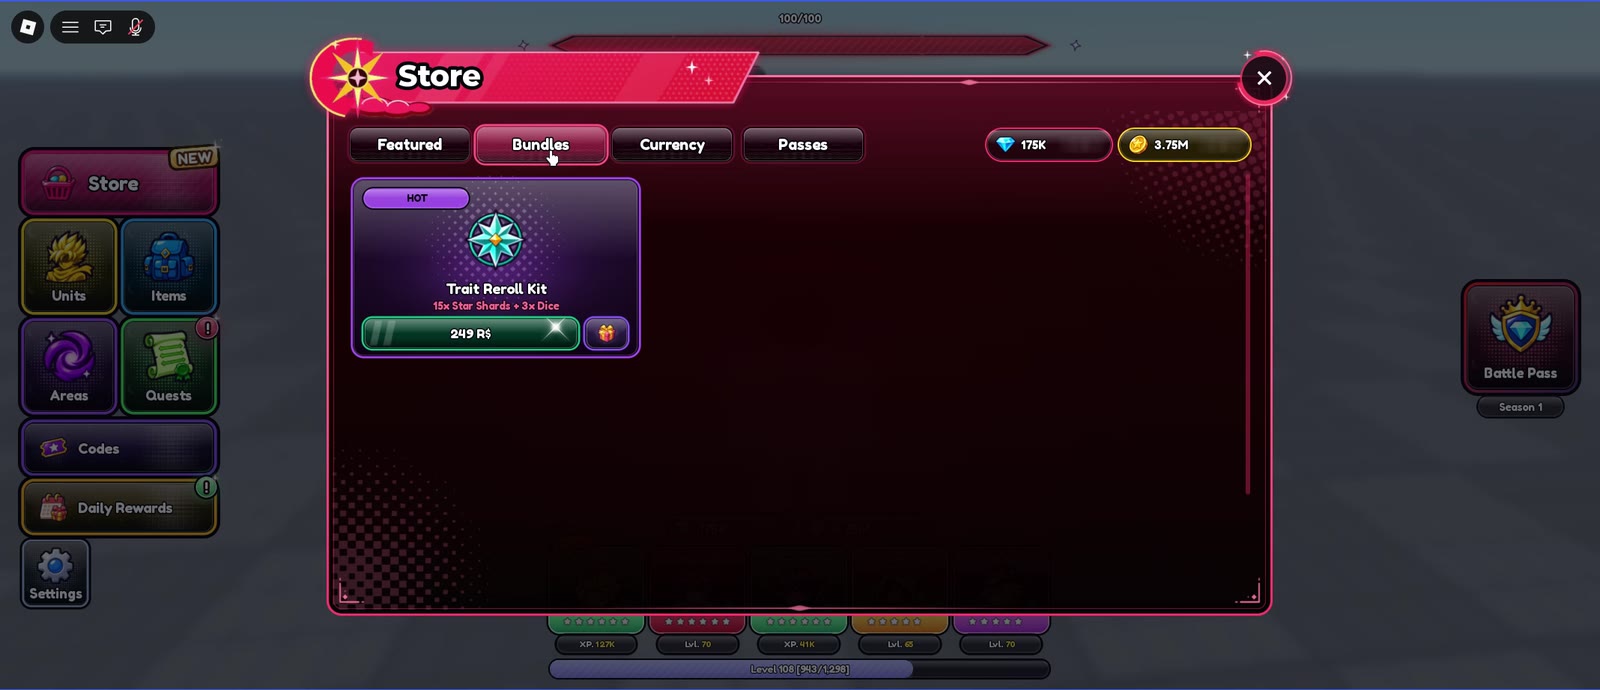 100/100
Store
Featured
Bundles
Currency
Passes
175K
3.75M
NEW
Store
HOT
Trait Reroll Kit
15x Star Shards + 3x Dice
249 R$
Units
Items
Areas
Quests
Codes
Daily Rewards
Settings
Battle Pass
Season 1
XP. 127K
Lvl. 70
XP. 41K
Lvl. 65
Lvl. 70
Level 108 [943/1,298]